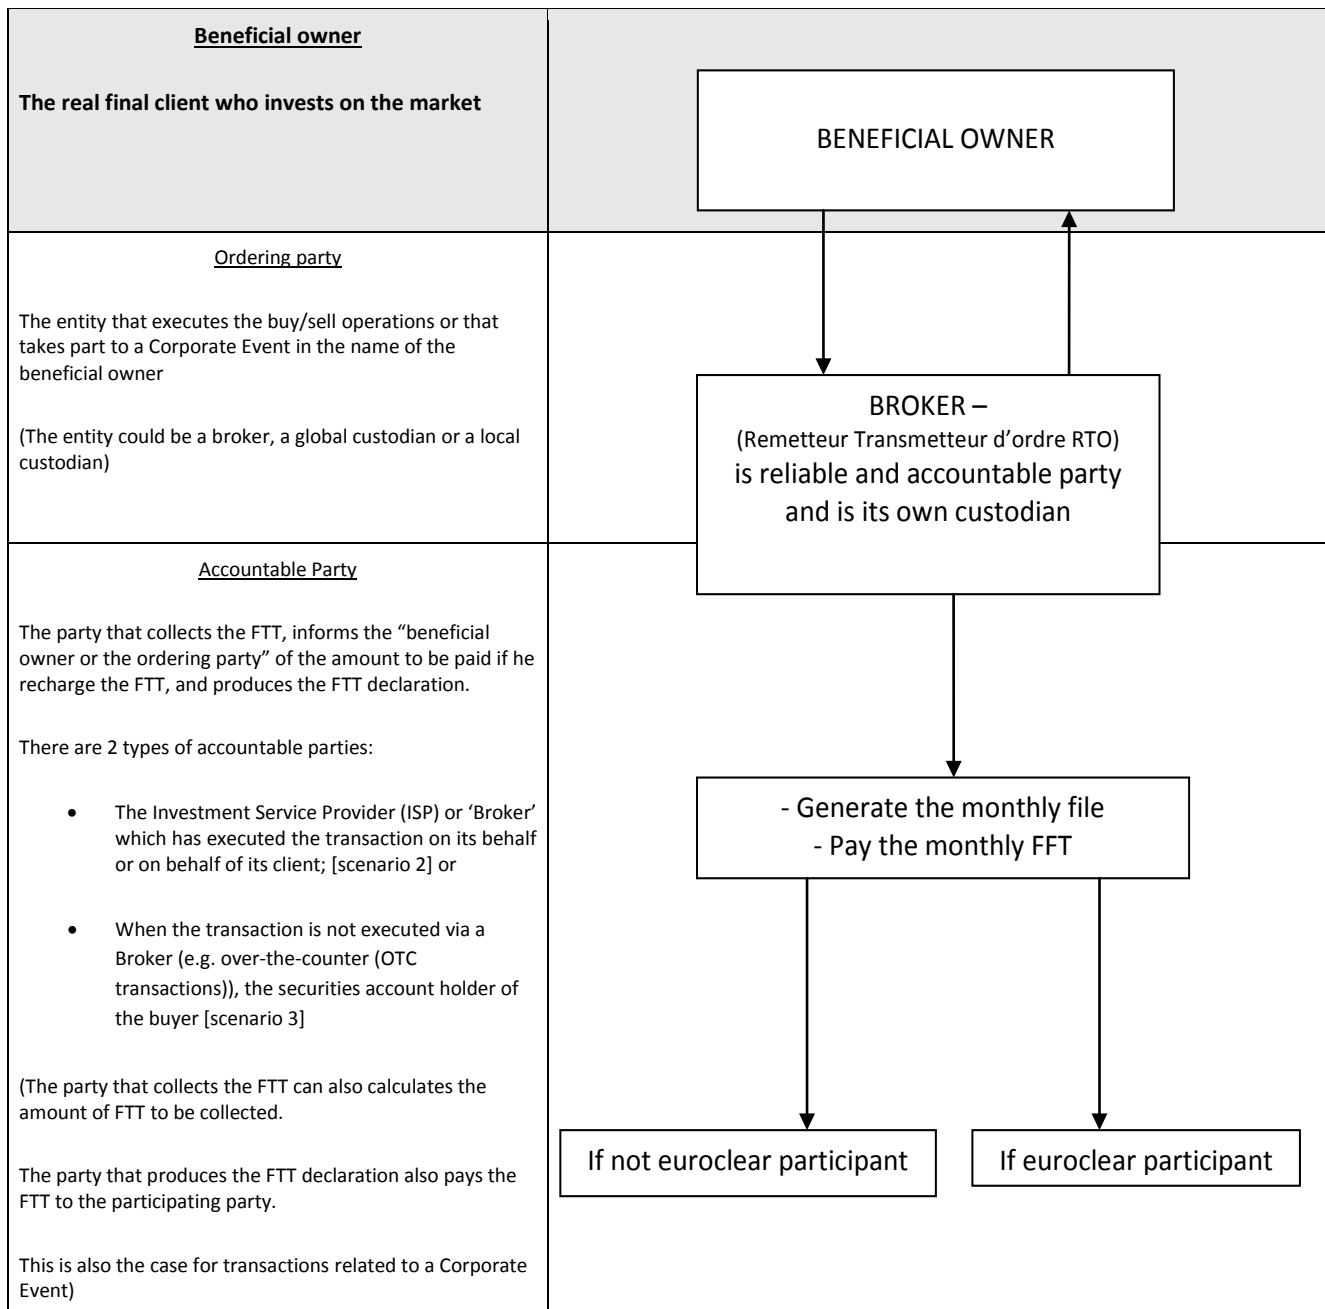 Beneficial owner
The real final client who invests on the market
BENEFICIAL OWNER
Ordering party
The entity that executes the buy/sell operations or that
takes part to a Corporate Event in the name of the
beneficial owner
(The entity could be a broker, a global custodian or a local
custodian)
BROKER –
(Remetteur Transmetteur d’ordre RTO)
is reliable and accountable party
and is its own custodian
Accountable Party
The party that collects the FTT, informs the “beneficial
owner or the ordering party” of the amount to be paid if he
recharge the FTT, and produces the FTT declaration.
There are 2 types of accountable parties:
• The Investment Service Provider (ISP) or ‘Broker’
which has executed the transaction on its behalf
or on behalf of its client; [scenario 2] or
• When the transaction is not executed via a
Broker (e.g. over-the-counter (OTC
transactions)), the securities account holder of
the buyer [scenario 3]
(The party that collects the FTT can also calculates the
amount of FTT to be collected.
The party that produces the FTT declaration also pays the
FTT to the participating party.
This is also the case for transactions related to a Corporate
Event)
- Generate the monthly file
- Pay the monthly FFT
If not euroclear participant
If euroclear participant